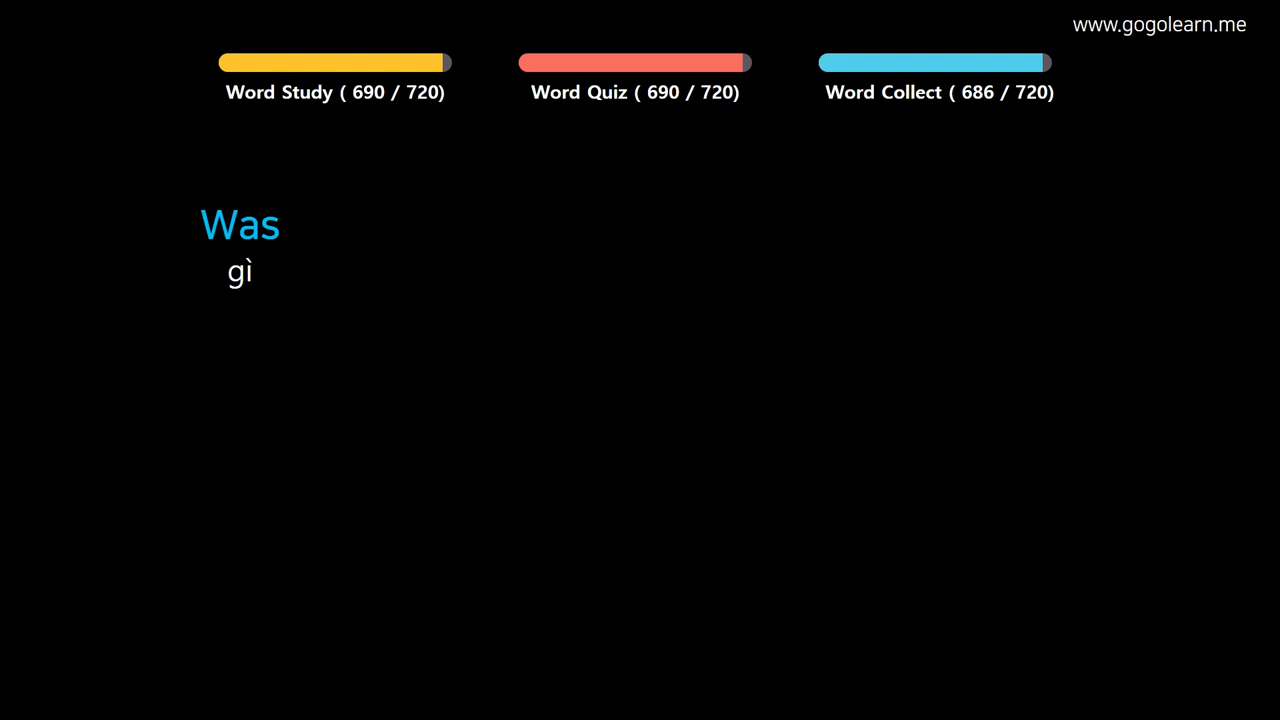 www.gogolearn.me
Word Study ( 690 / 720)
Word Quiz ( 690 / 720)
Word Collect ( 686 / 720)
Was
gì